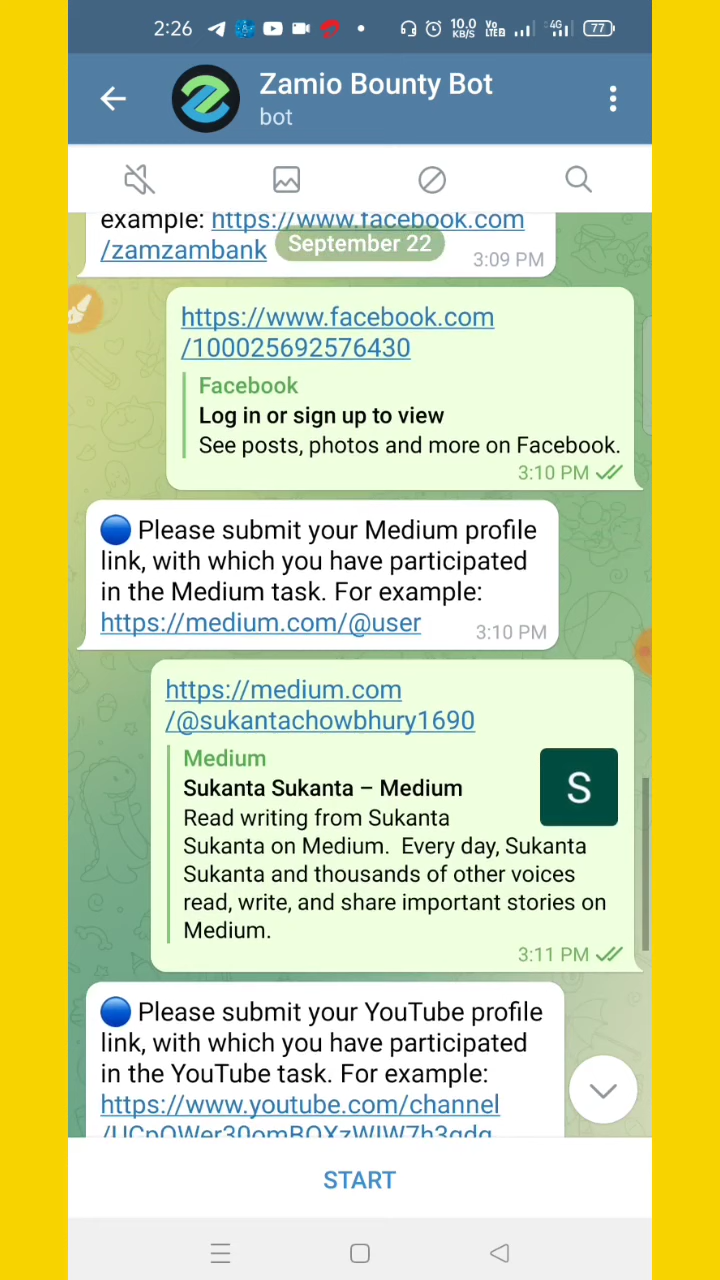 2:26 10.0 KB/S Vo LTE 4G 77
Zamio Bounty Bot
bot
example: https://www.facebook.com
/zamzambank
September 22
3:09 PM
https://www.facebook.com
/100025692576430
Facebook
Log in or sign up to view
See posts, photos and more on Facebook.
3:10 PM
Please submit your Medium profile
link, with which you have participated
in the Medium task. For example:
https://medium.com/@user
3:10 PM
https://medium.com
/@sukantachowbhury1690
Medium
Sukanta Sukanta – Medium
S
Read writing from Sukanta
Sukanta on Medium. Every day, Sukanta
Sukanta and thousands of other voices
read, write, and share important stories on
Medium.
3:11 PM
Please submit your YouTube profile
link, with which you have participated
in the YouTube task. For example:
https://www.youtube.com/channel
START